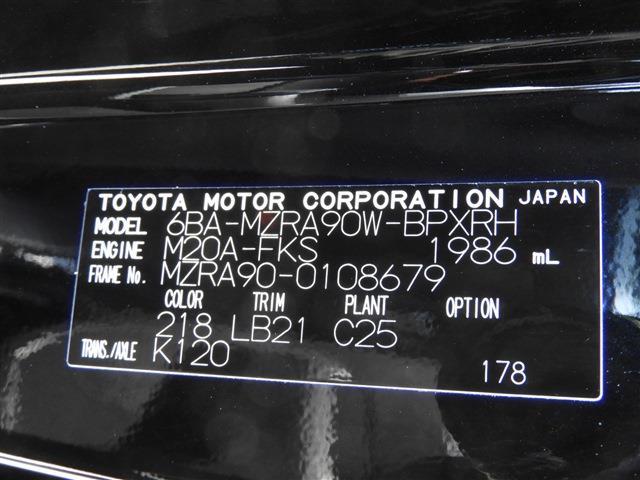 TOYOTA MOTOR CORPORATION JAPAN
MODEL 6BA-MZRA90W-BPXRH
ENGINE M20A-FKS 1986 mL
FRAME No. MZRA90-0108679
COLOR TRIM PLANT OPTION
218 LB21 C25
TRANS./AXLE K120
178